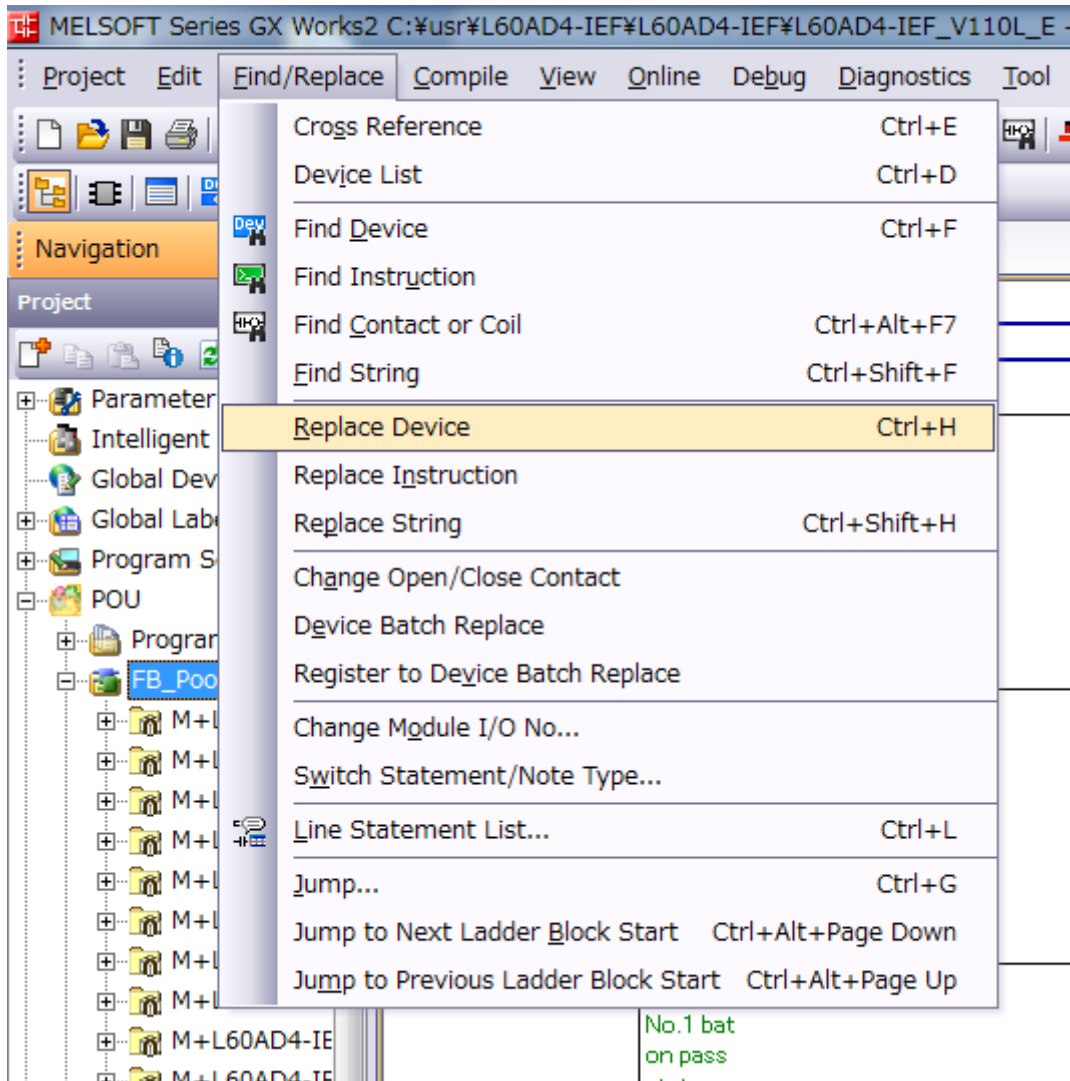 MELSOFT Series GX Works2 C:¥usr¥L60AD4-IEF¥L60AD4-IEF¥L60AD4-IEF_V110L_E -
Project Edit Find/Replace Compile View Online Debug Diagnostics Tool
Cross Reference Ctrl+E
Device List Ctrl+D
Find Device Ctrl+F
Find Instruction
Find Contact or Coil Ctrl+Alt+F7
Find String Ctrl+Shift+F
Replace Device Ctrl+H
Replace Instruction
Replace String Ctrl+Shift+H
Change Open/Close Contact
Device Batch Replace
Register to Device Batch Replace
Change Module I/O No...
Switch Statement/Note Type...
Line Statement List... Ctrl+L
Jump... Ctrl+G
Jump to Next Ladder Block Start Ctrl+Alt+Page Down
Jump to Previous Ladder Block Start Ctrl+Alt+Page Up
Navigation
Project
Parameter
Intelligent
Global Dev
Global Lab
Program S
POU
Program
FB_Poo
M+L
M+L
M+L
M+L
M+L
M+L
M+L
M+L
M+L60AD4-IE
M+L60AD4-IE
No.1 bat
on pass